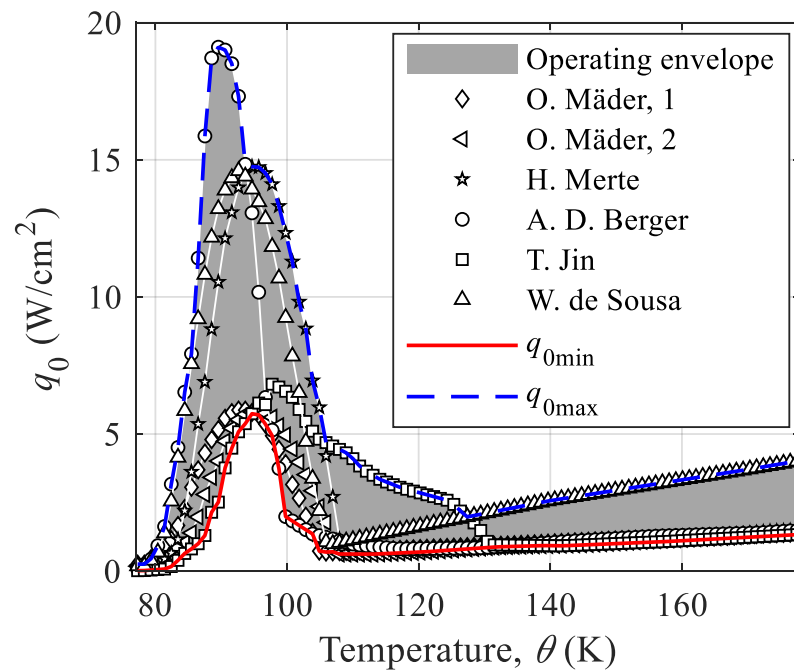 20
15
10
5
0
q0 (W/cm2)
80
100
120
140
160
Temperature, θ (K)
Operating envelope
O. Mäder, 1
O. Mäder, 2
H. Merte
A. D. Berger
T. Jin
W. de Sousa
q0min
q0max